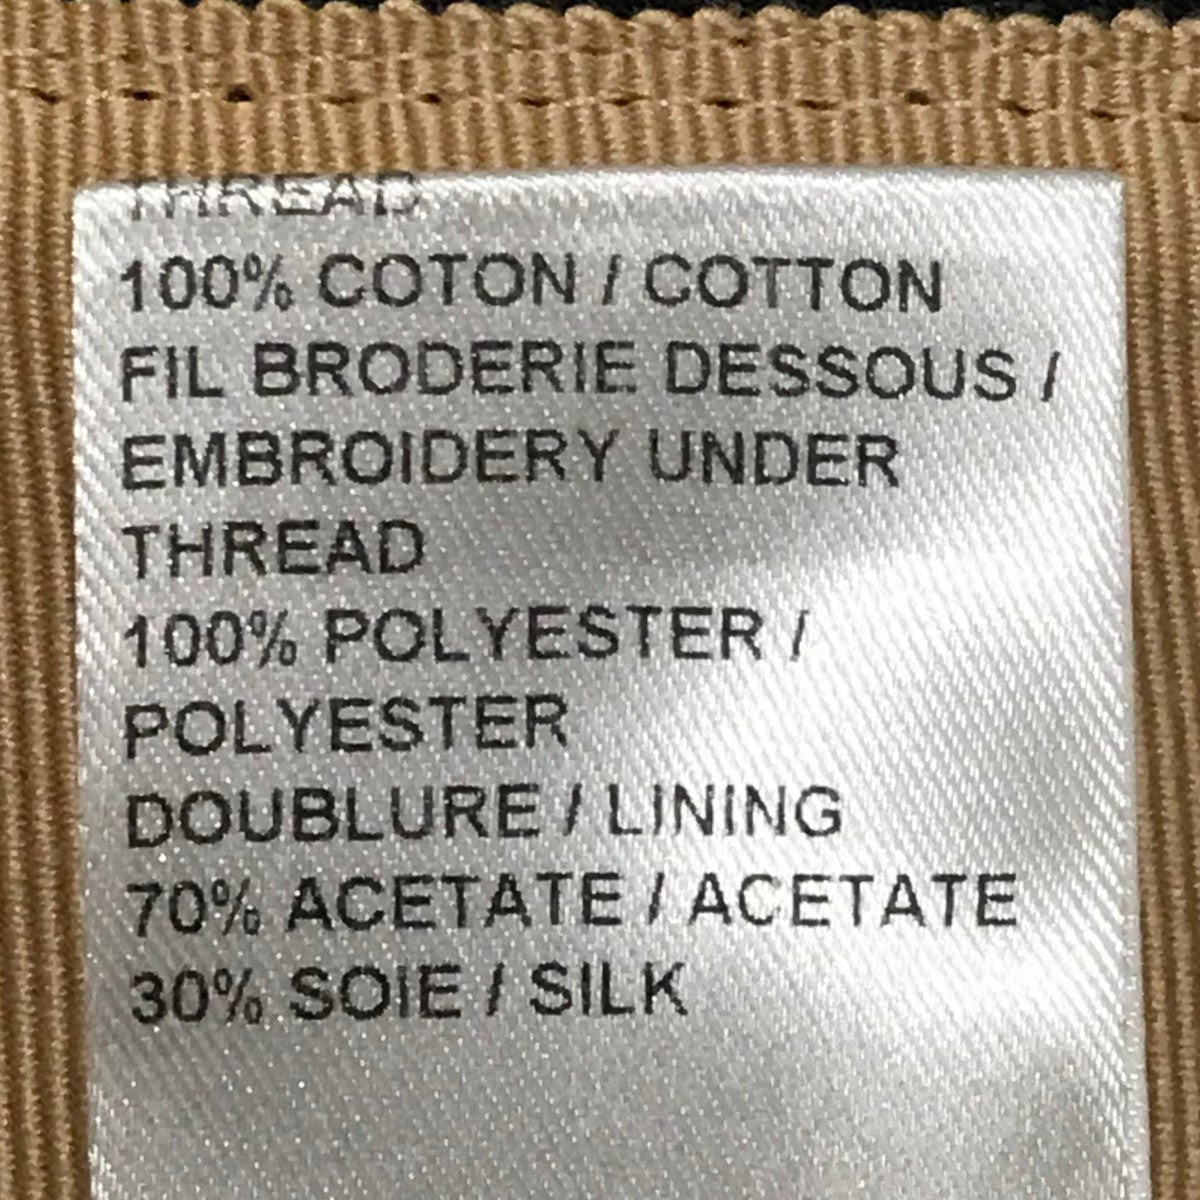 THREAD
100% COTON / COTTON
FIL BRODERIE DESSOUS /
EMBROIDERY UNDER
THREAD
100% POLYESTER /
POLYESTER
DOUBLURE / LINING
70% ACETATE / ACETATE
30% SOIE / SILK